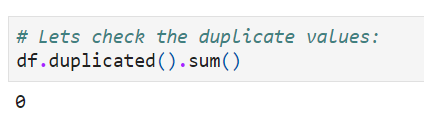 # Lets check the duplicate values:
df.duplicated().sum()
0